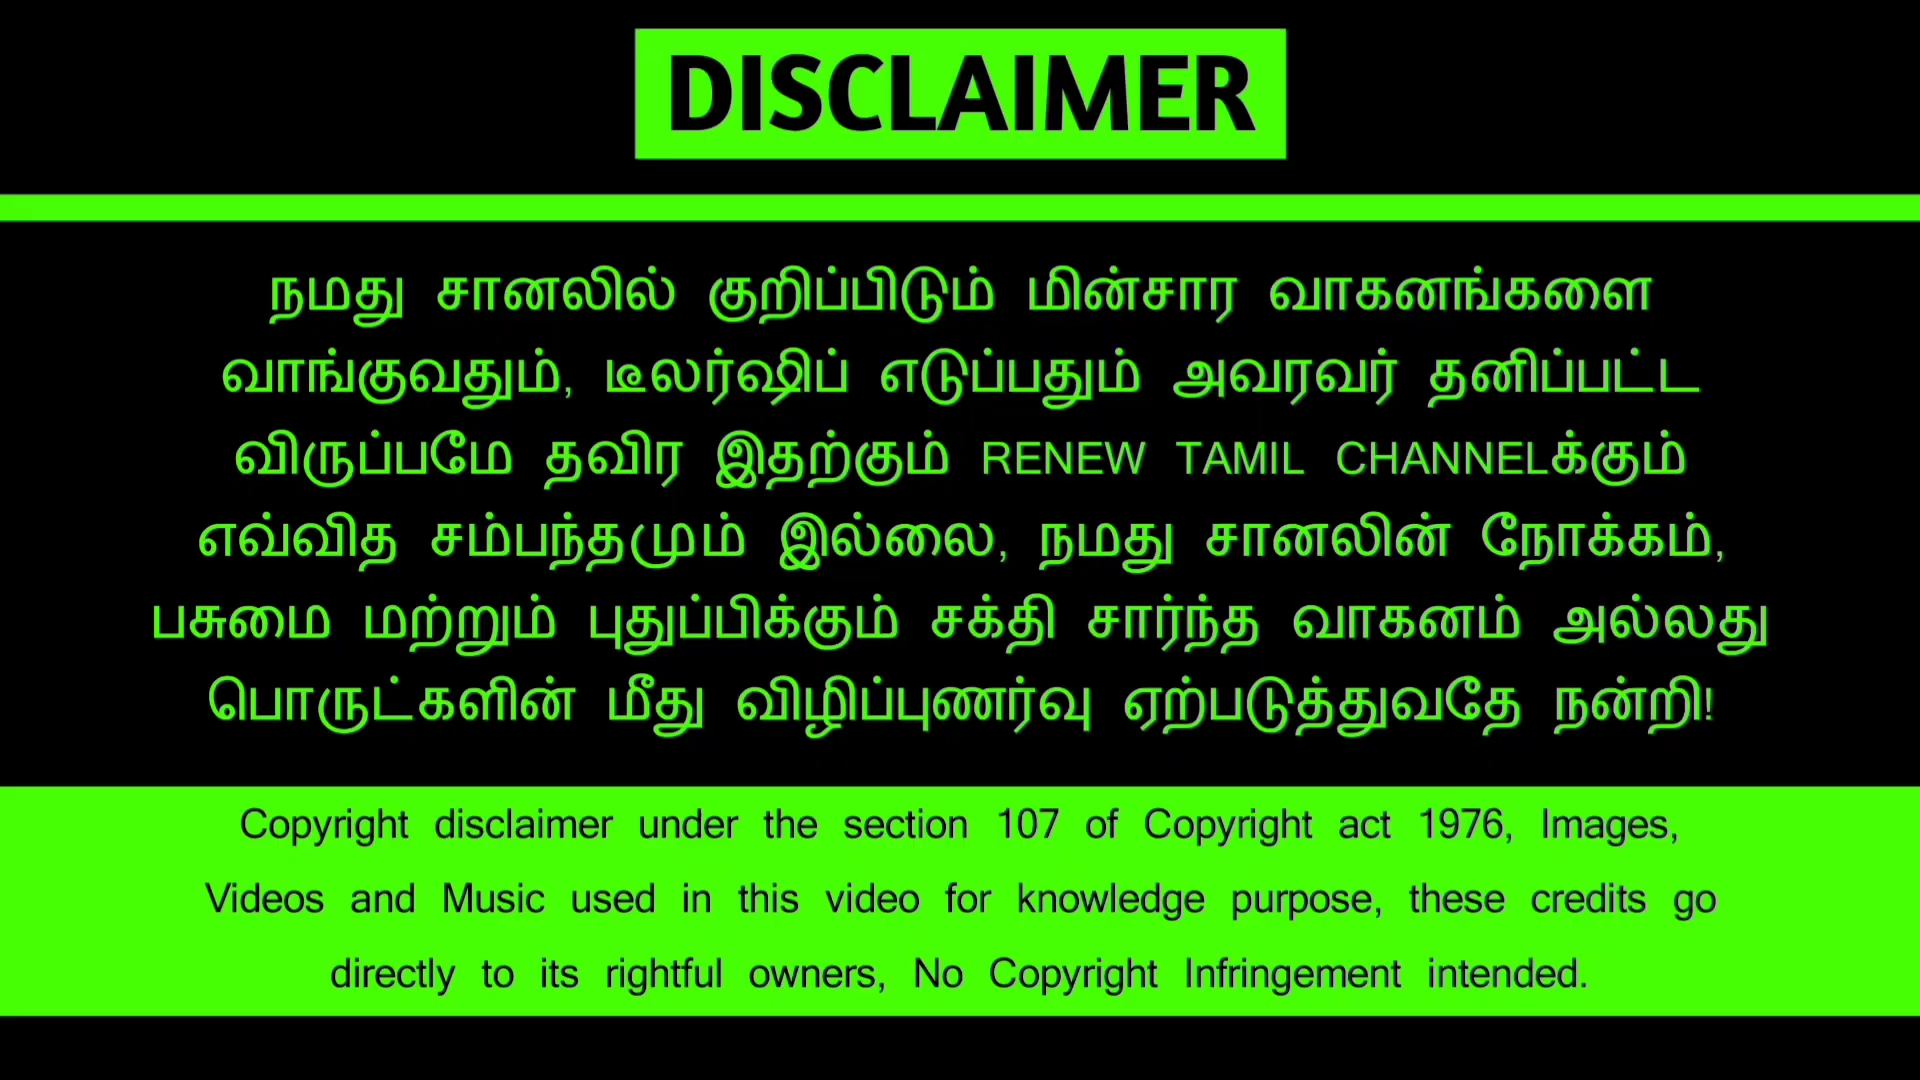 DISCLAIMER
நமது சானலில் குறிப்பிடும் மின்சார வாகனங்களை
வாங்குவதும், டீலர்ஷிப் எடுப்பதும் அவரவர் தனிப்பட்ட
விருப்பமே தவிர இதற்கும் RENEW TAMIL CHANNELக்கும்
எவ்வித சம்பந்தமும் இல்லை, நமது சானலின் நோக்கம்,
பசுமை மற்றும் புதுப்பிக்கும் சக்தி சார்ந்த வாகனம் அல்லது
பொருட்களின் மீது விழிப்புணர்வு ஏற்படுத்துவதே நன்றி!
Copyright disclaimer under the section 107 of Copyright act 1976, Images,
Videos and Music used in this video for knowledge purpose, these credits go
directly to its rightful owners, No Copyright Infringement intended.